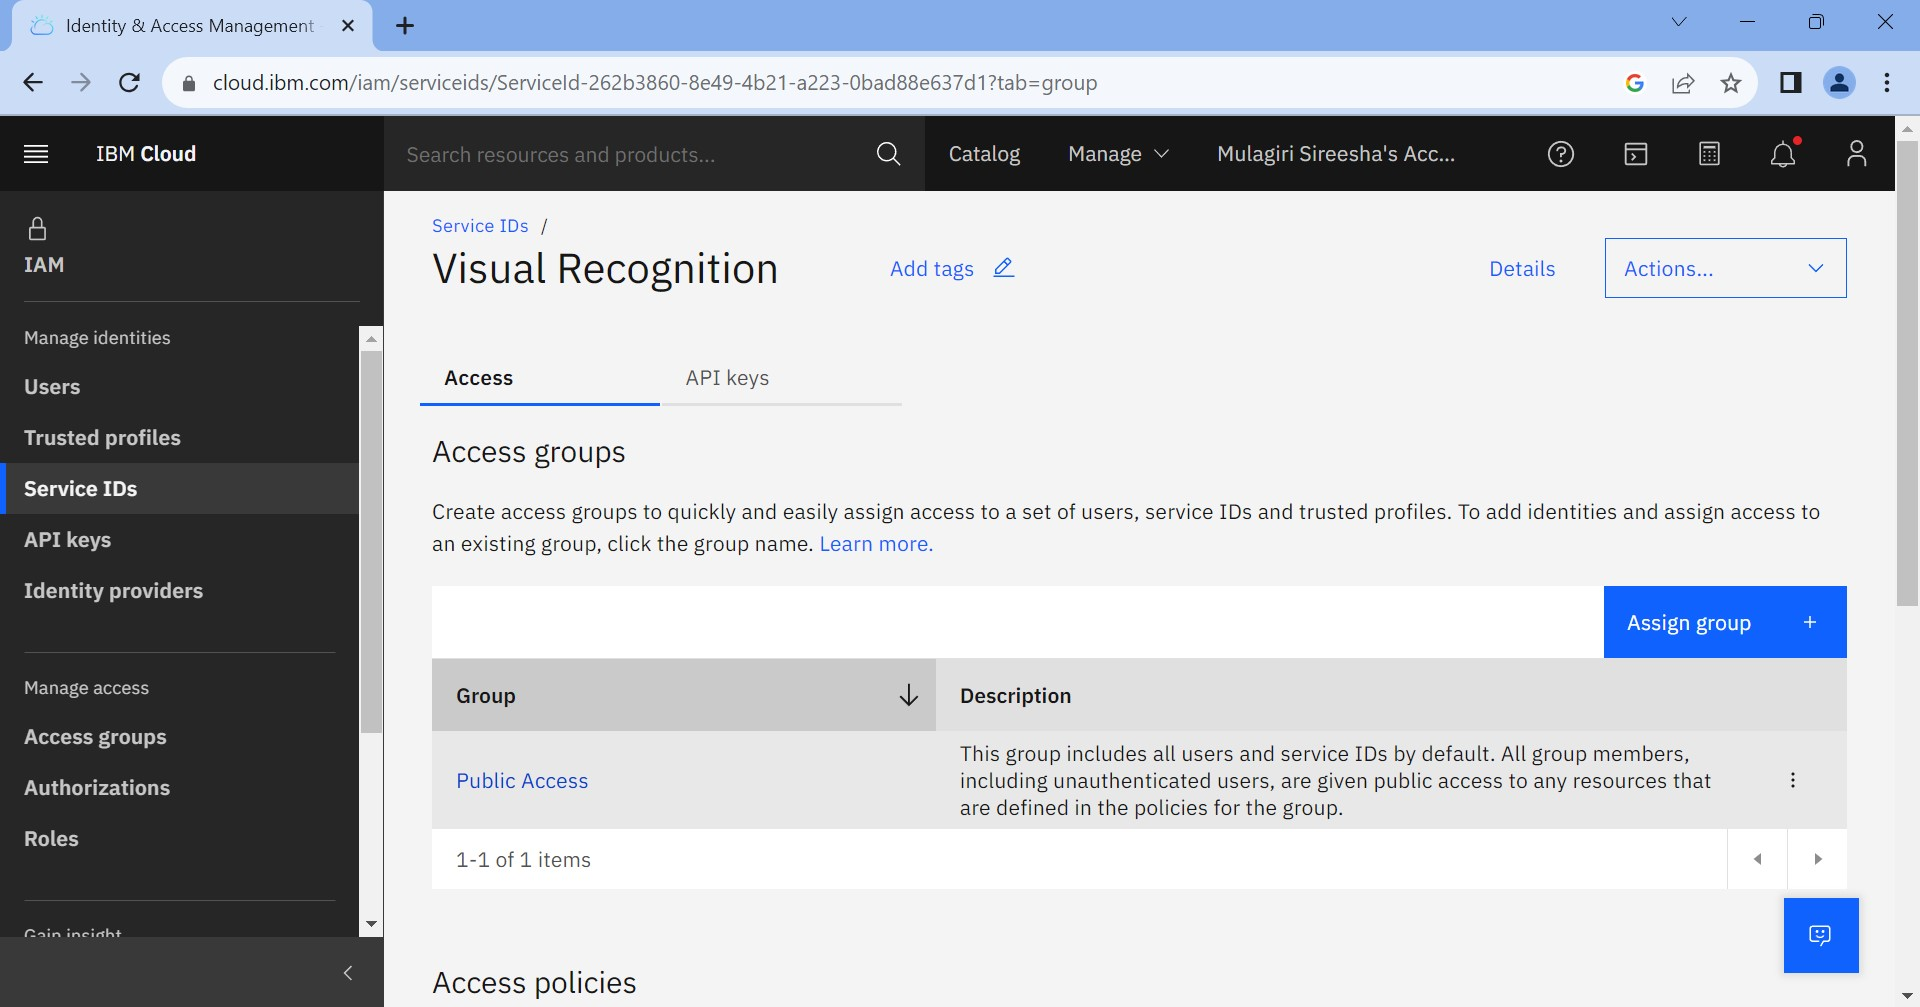 Identity & Access Management
cloud.ibm.com/iam/serviceids/ServiceId-262b3860-8e49-4b21-a223-0bad88e637d1?tab=group
IBM Cloud
Search resources and products...
Catalog
Manage
Mulagiri Sireesha's Acc...
IAM
Manage identities
Users
Trusted profiles
Service IDs
API keys
Identity providers
Manage access
Access groups
Authorizations
Roles
Gain insight
Service IDs /
Visual Recognition
Add tags
Details
Actions...
Access
API keys
Access groups
Create access groups to quickly and easily assign access to a set of users, service IDs and trusted profiles. To add identities and assign access to
an existing group, click the group name. Learn more.
Assign group +
Group
Description
Public Access
This group includes all users and service IDs by default. All group members,
including unauthenticated users, are given public access to any resources that
are defined in the policies for the group.
1-1 of 1 items
Access policies